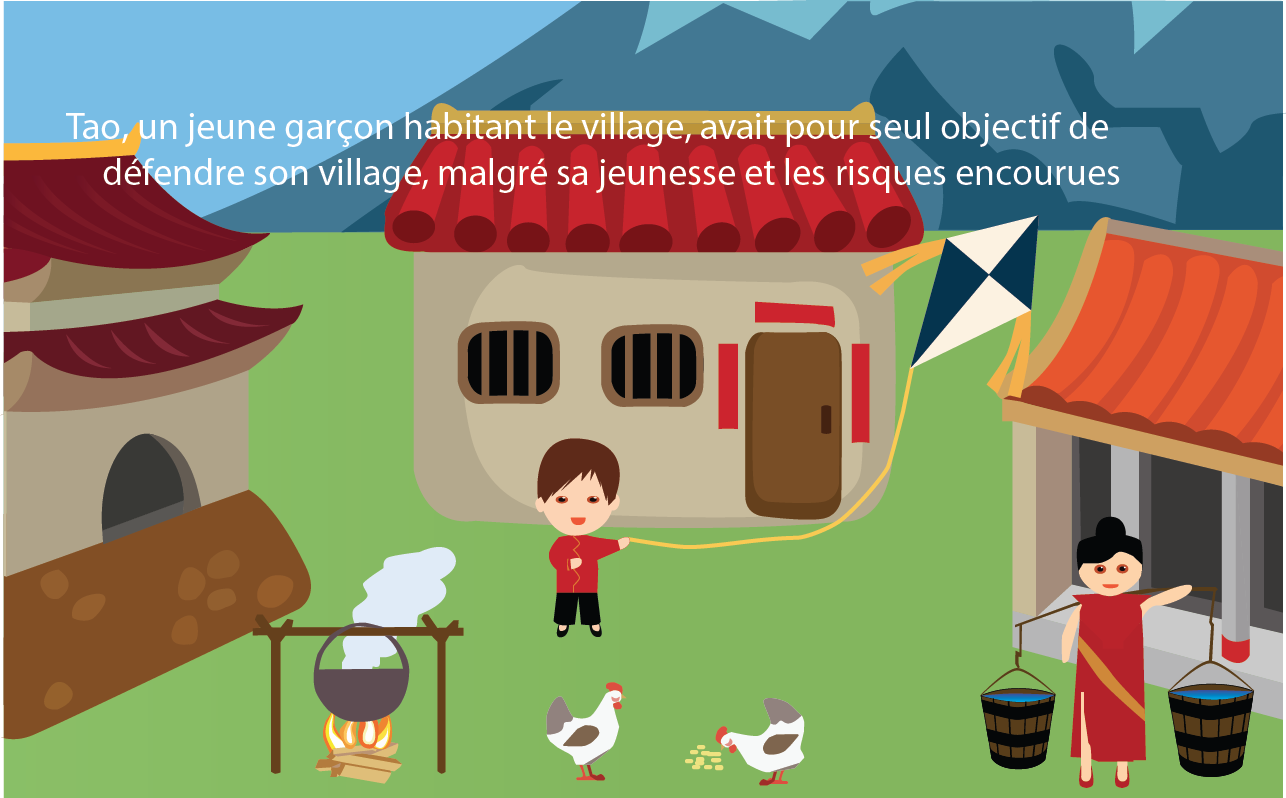 Tao, un jeune garçon habitant le village, avait pour seul objectif de
défendre son village, malgré sa jeunesse et les risques encourues